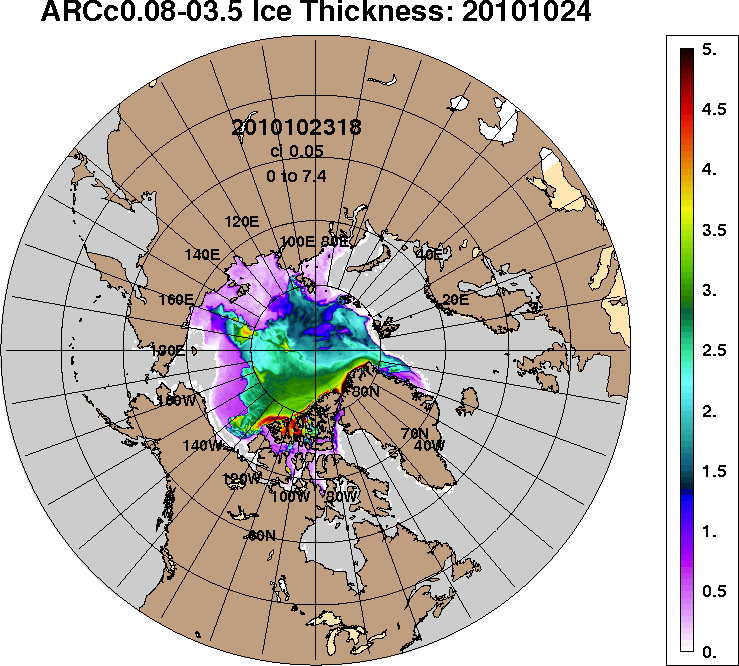 ARCc0.08-03.5 Ice Thickness: 20101024
2010102318
ci 0.05
0 to 7.4
120E
100E
80E
140E
40E
160E
20E
180E
160W
80N
140W
70N
40W
120W
100W
80W
60N
5.
4.5
4.
3.5
3.
2.5
2.
1.5
1.
0.5
0.